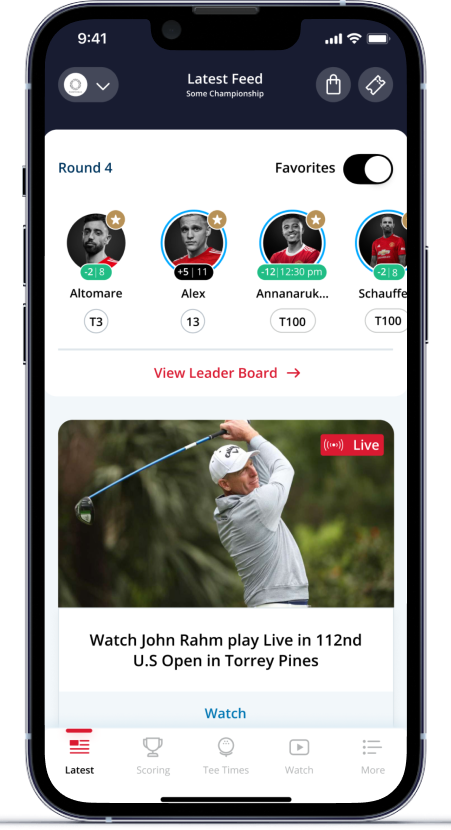 9:41
Latest Feed
Some Championship
Round 4
Favorites
-2 | 8
+5 | 11
-12 | 12:30 pm
-2 | 8
Altomare
Alex
Annanaruk...
Schauffe
T3
13
T100
T100
View Leader Board →
Live
Watch John Rahm play Live in 112nd
U.S Open in Torrey Pines
Watch
Latest
Scoring
Tee Times
Watch
More